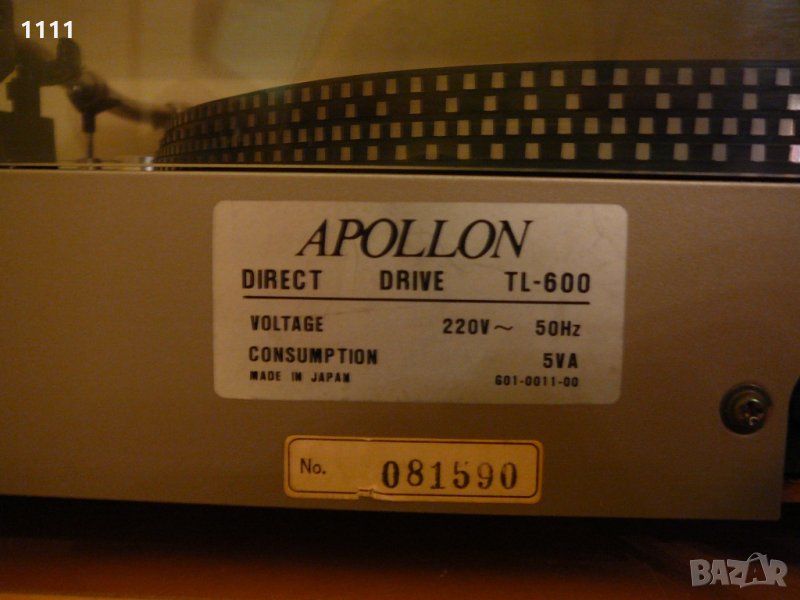 1111
APOLLON
DIRECT DRIVE TL-600
VOLTAGE 220V~ 50Hz
CONSUMPTION 5VA
MADE IN JAPAN G01-0011-00
No. 081590
BAZAR